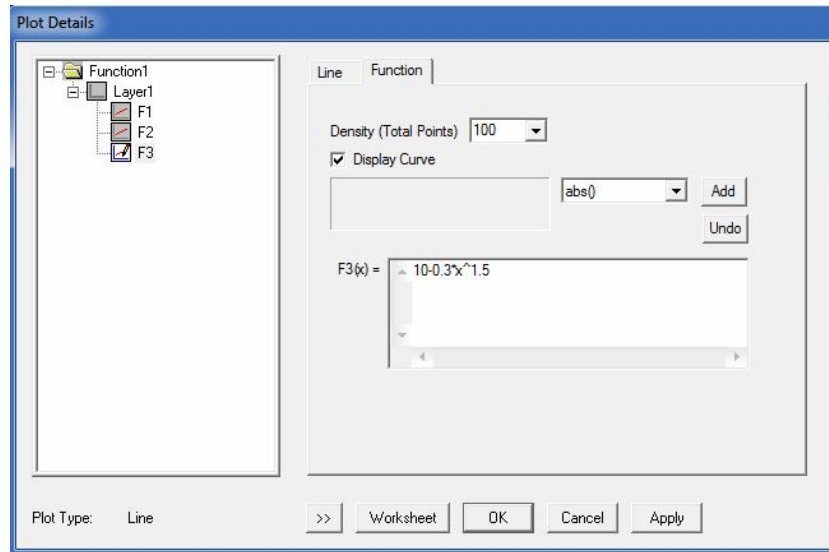 Plot Details
Function1
Layer1
F1
F2
F3
Line Function
Density (Total Points) 100
Display Curve
abs() Add
Undo
F3(x) = 10-0.3*x^1.5
Plot Type: Line >> Worksheet OK Cancel Apply